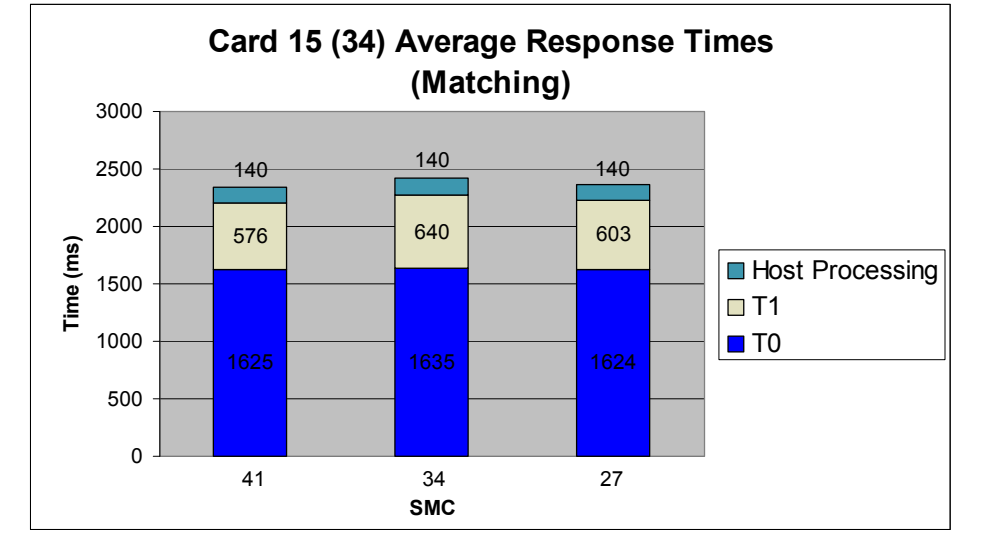 Card 15 (34) Average Response Times
(Matching)
3000
2500
2000
1500
1000
500
0
Time (ms)
140
140
140
576
640
603
1625
1635
1624
41
34
27
SMC
Host Processing
T1
T0